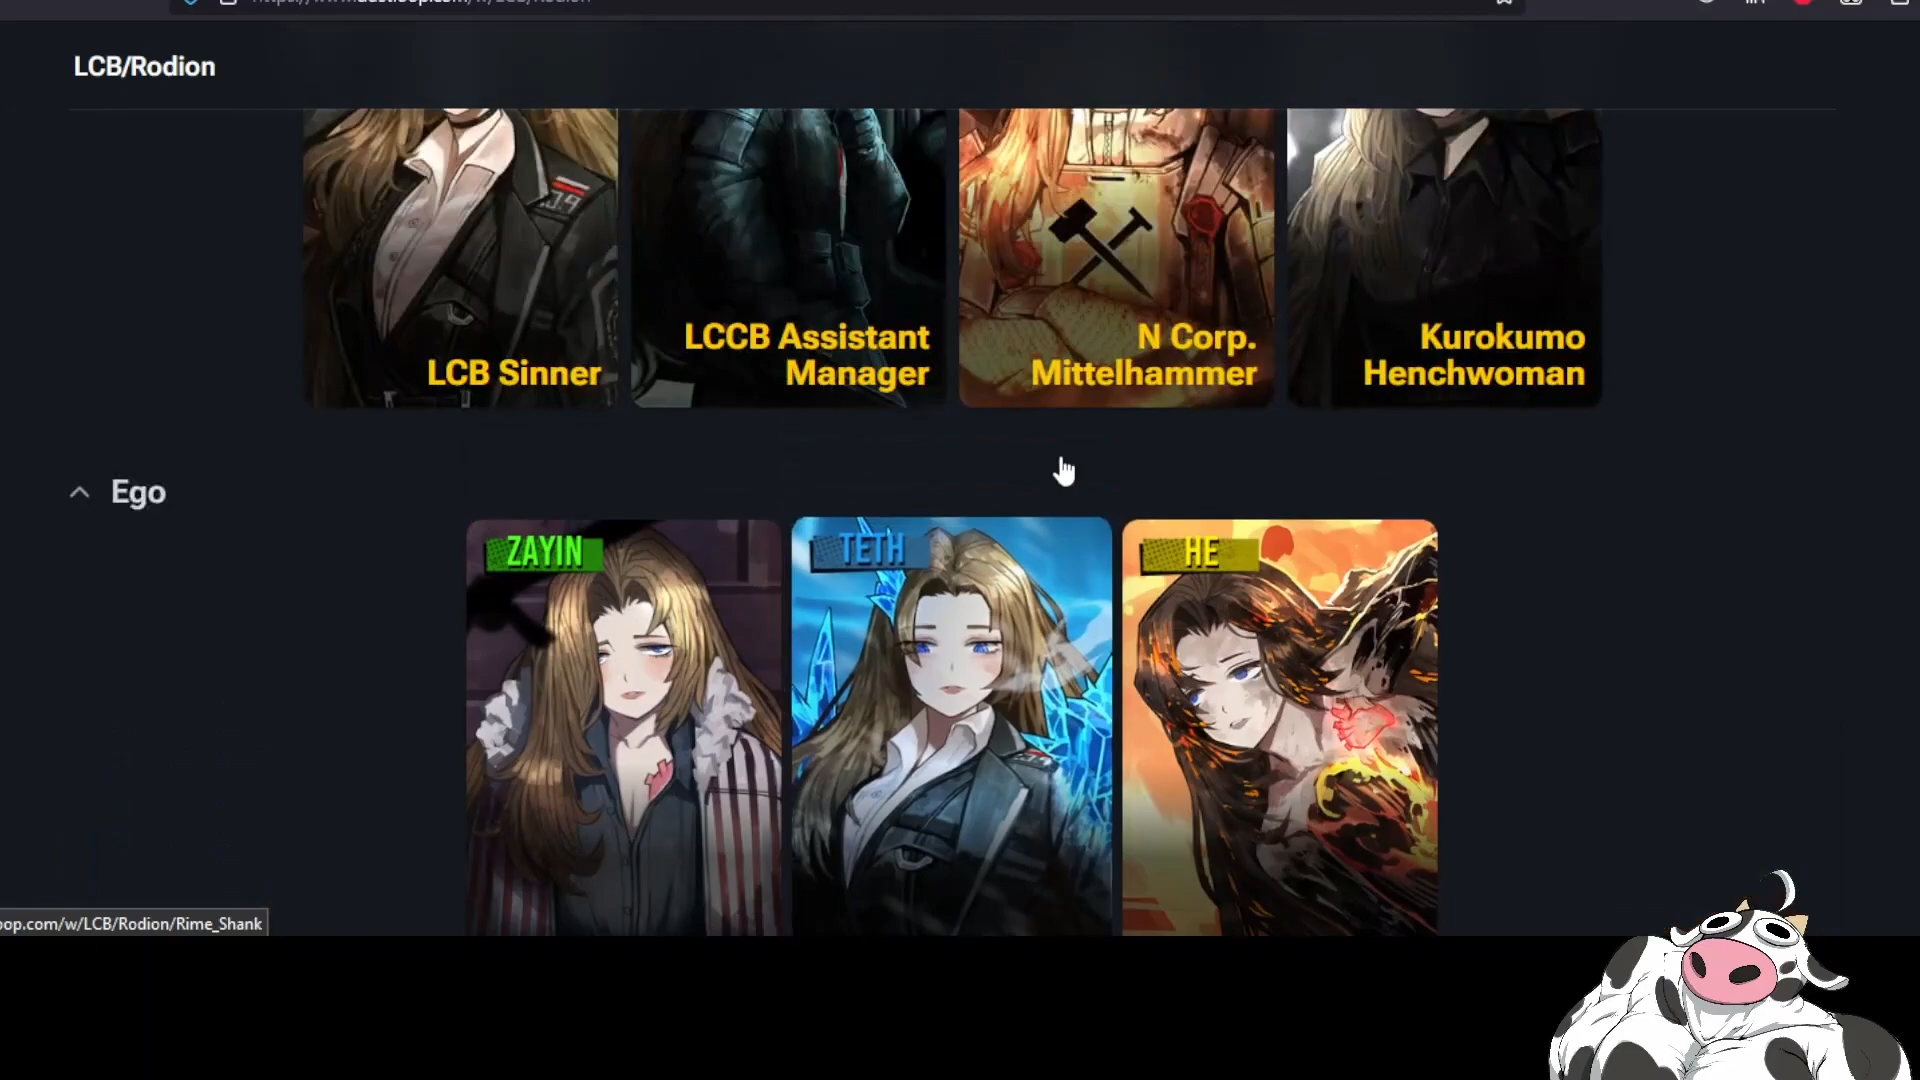 LCB/Rodion
LCB Sinner
LCCB Assistant
Manager
N Corp.
Mittelhammer
Kurokumo
Henchwoman
Ego
ZAYIN
TETH
HE
oop.com/w/LCB/Rodion/Rime_Shank